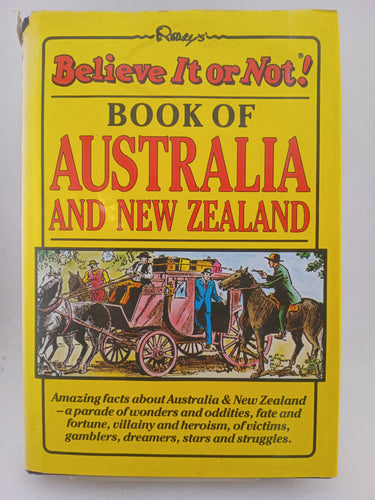 Ripley's
Believe It or Not!®
BOOK OF
AUSTRALIA
AND NEW ZEALAND
Amazing facts about Australia & New Zealand
– a parade of wonders and oddities, fate and
fortune, villainy and heroism, of victims,
gamblers, dreamers, stars and struggles.